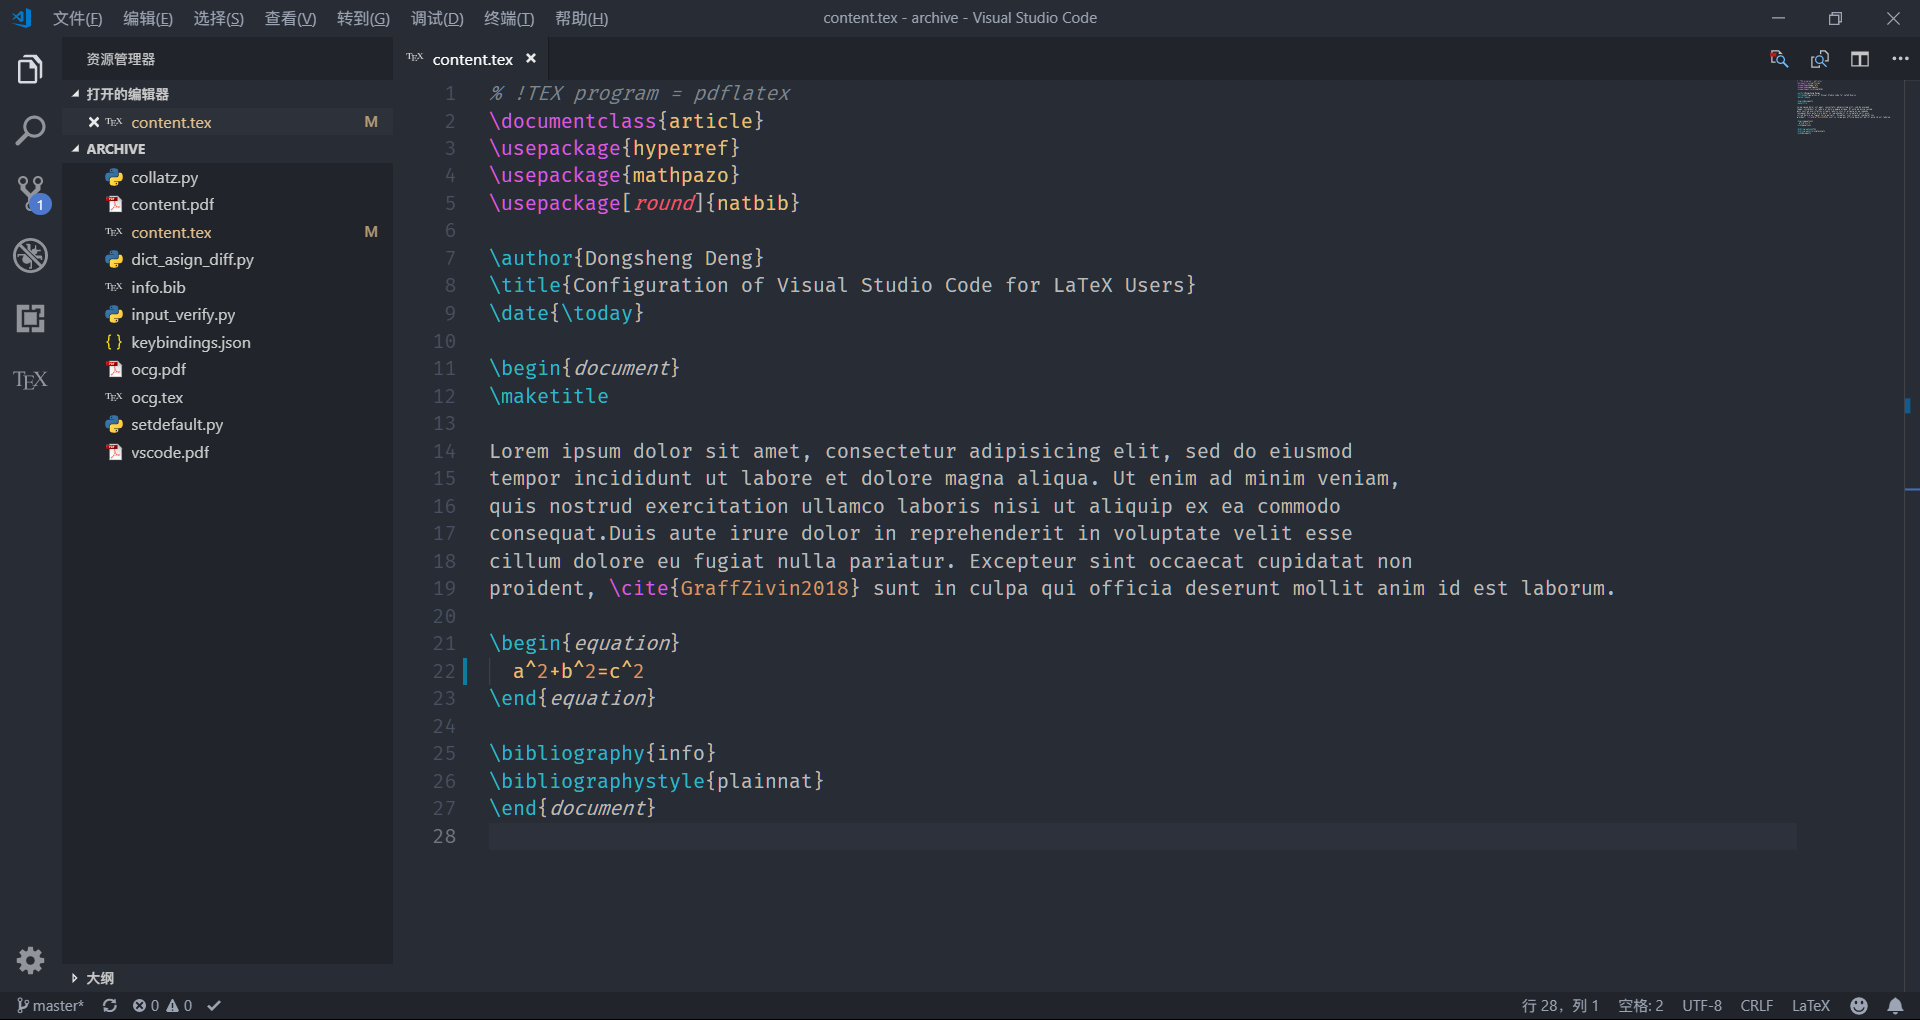 文件(F) 编辑(E) 选择(S) 查看(V) 转到(G) 调试(D) 终端(T) 帮助(H) content.tex - archive - Visual Studio Code
资源管理器
打开的编辑器
TEX content.tex M
ARCHIVE
collatz.py
content.pdf
TEX content.tex M
dict_asign_diff.py
TEX info.bib
input_verify.py
{ } keybindings.json
ocg.pdf
TEX ocg.tex
setdefault.py
vscode.pdf
大纲
1
TEX
TEX content.tex
1 % !TEX program = pdflatex
2 \documentclass{article}
3 \usepackage{hyperref}
4 \usepackage{mathpazo}
5 \usepackage[round]{natbib}
6
7 \author{Dongsheng Deng}
8 \title{Configuration of Visual Studio Code for LaTeX Users}
9 \date{\today}
10
11 \begin{document}
12 \maketitle
13
14 Lorem ipsum dolor sit amet, consectetur adipisicing elit, sed do eiusmod
15 tempor incididunt ut labore et dolore magna aliqua. Ut enim ad minim veniam,
16 quis nostrud exercitation ullamco laboris nisi ut aliquip ex ea commodo
17 consequat.Duis aute irure dolor in reprehenderit in voluptate velit esse
18 cillum dolore eu fugiat nulla pariatur. Excepteur sint occaecat cupidatat non
19 proident, \cite{GraffZivin2018} sunt in culpa qui officia deserunt mollit anim id est laborum.
20
21 \begin{equation}
22 a^2+b^2=c^2
23 \end{equation}
24
25 \bibliography{info}
26 \bibliographystyle{plainnat}
27 \end{document}
28
master* 0 0 行 28，列 1 空格: 2 UTF-8 CRLF LaTeX